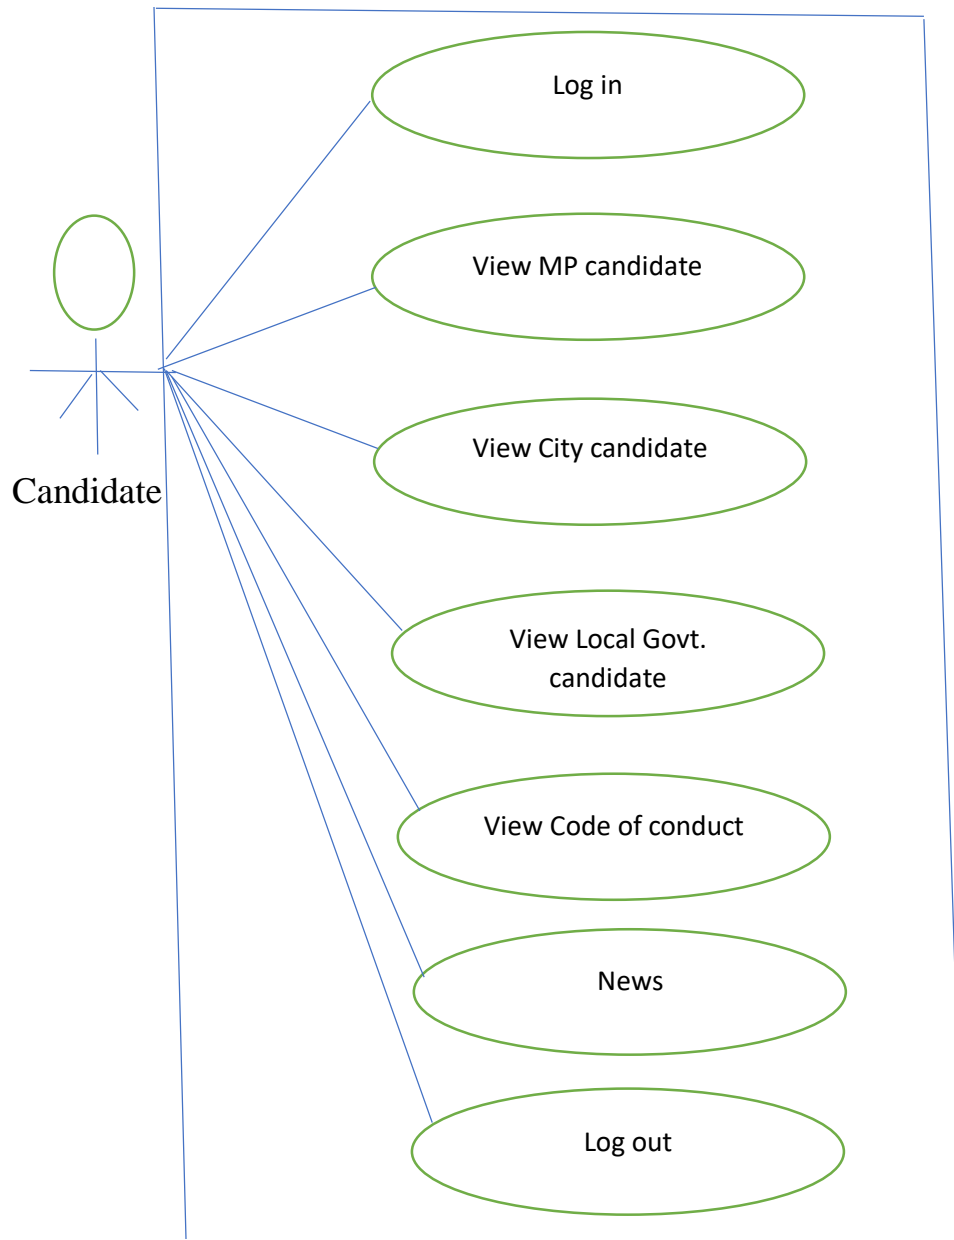 Log in
View MP candidate
View City candidate
Candidate
View Local Govt.
candidate
View Code of conduct
News
Log out